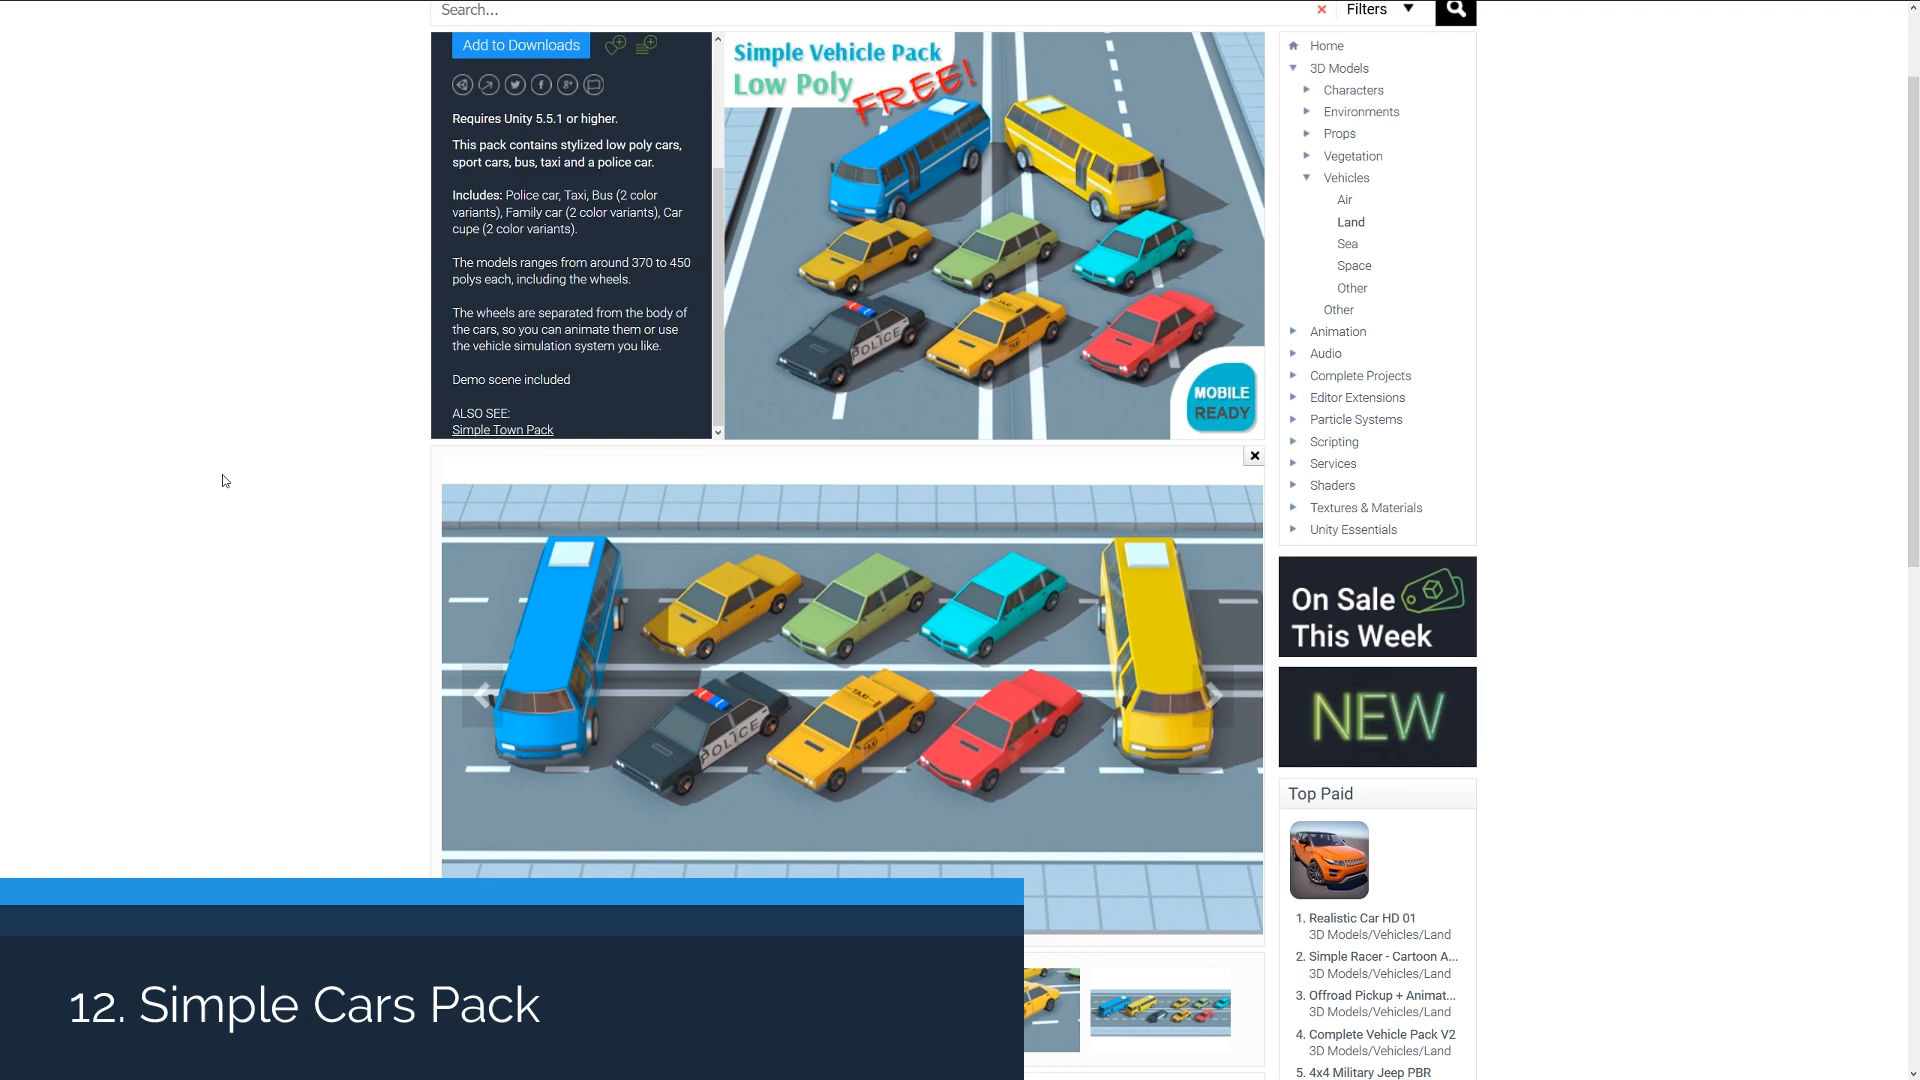 Search...
Filters
Add to Downloads
Requires Unity 5.5.1 or higher.
This pack contains stylized low poly cars,
sport cars, bus, taxi and a police car.
Includes: Police car, Taxi, Bus (2 color
variants), Family car (2 color variants), Car
cupe (2 color variants).
The models ranges from around 370 to 450
polys each, including the wheels.
The wheels are separated from the body of
the cars, so you can animate them or use
the vehicle simulation system you like.
Demo scene included
ALSO SEE:
Simple Town Pack
Simple Vehicle Pack
Low Poly
FREE!
POLICE
TAXI
TAXI
MOBILE
READY
Home
3D Models
Characters
Environments
Props
Vegetation
Vehicles
Air
Land
Sea
Space
Other
Other
Animation
Audio
Complete Projects
Editor Extensions
Particle Systems
Scripting
Services
Shaders
Textures & Materials
Unity Essentials
POLICE
TAXI
TAXI
On Sale
This Week
NEW
Top Paid
1. Realistic Car HD 01
3D Models/Vehicles/Land
2. Simple Racer - Cartoon A...
3D Models/Vehicles/Land
3. Offroad Pickup + Animat...
3D Models/Vehicles/Land
4. Complete Vehicle Pack V2
3D Models/Vehicles/Land
5. 4x4 Military Jeep PBR
12. Simple Cars Pack